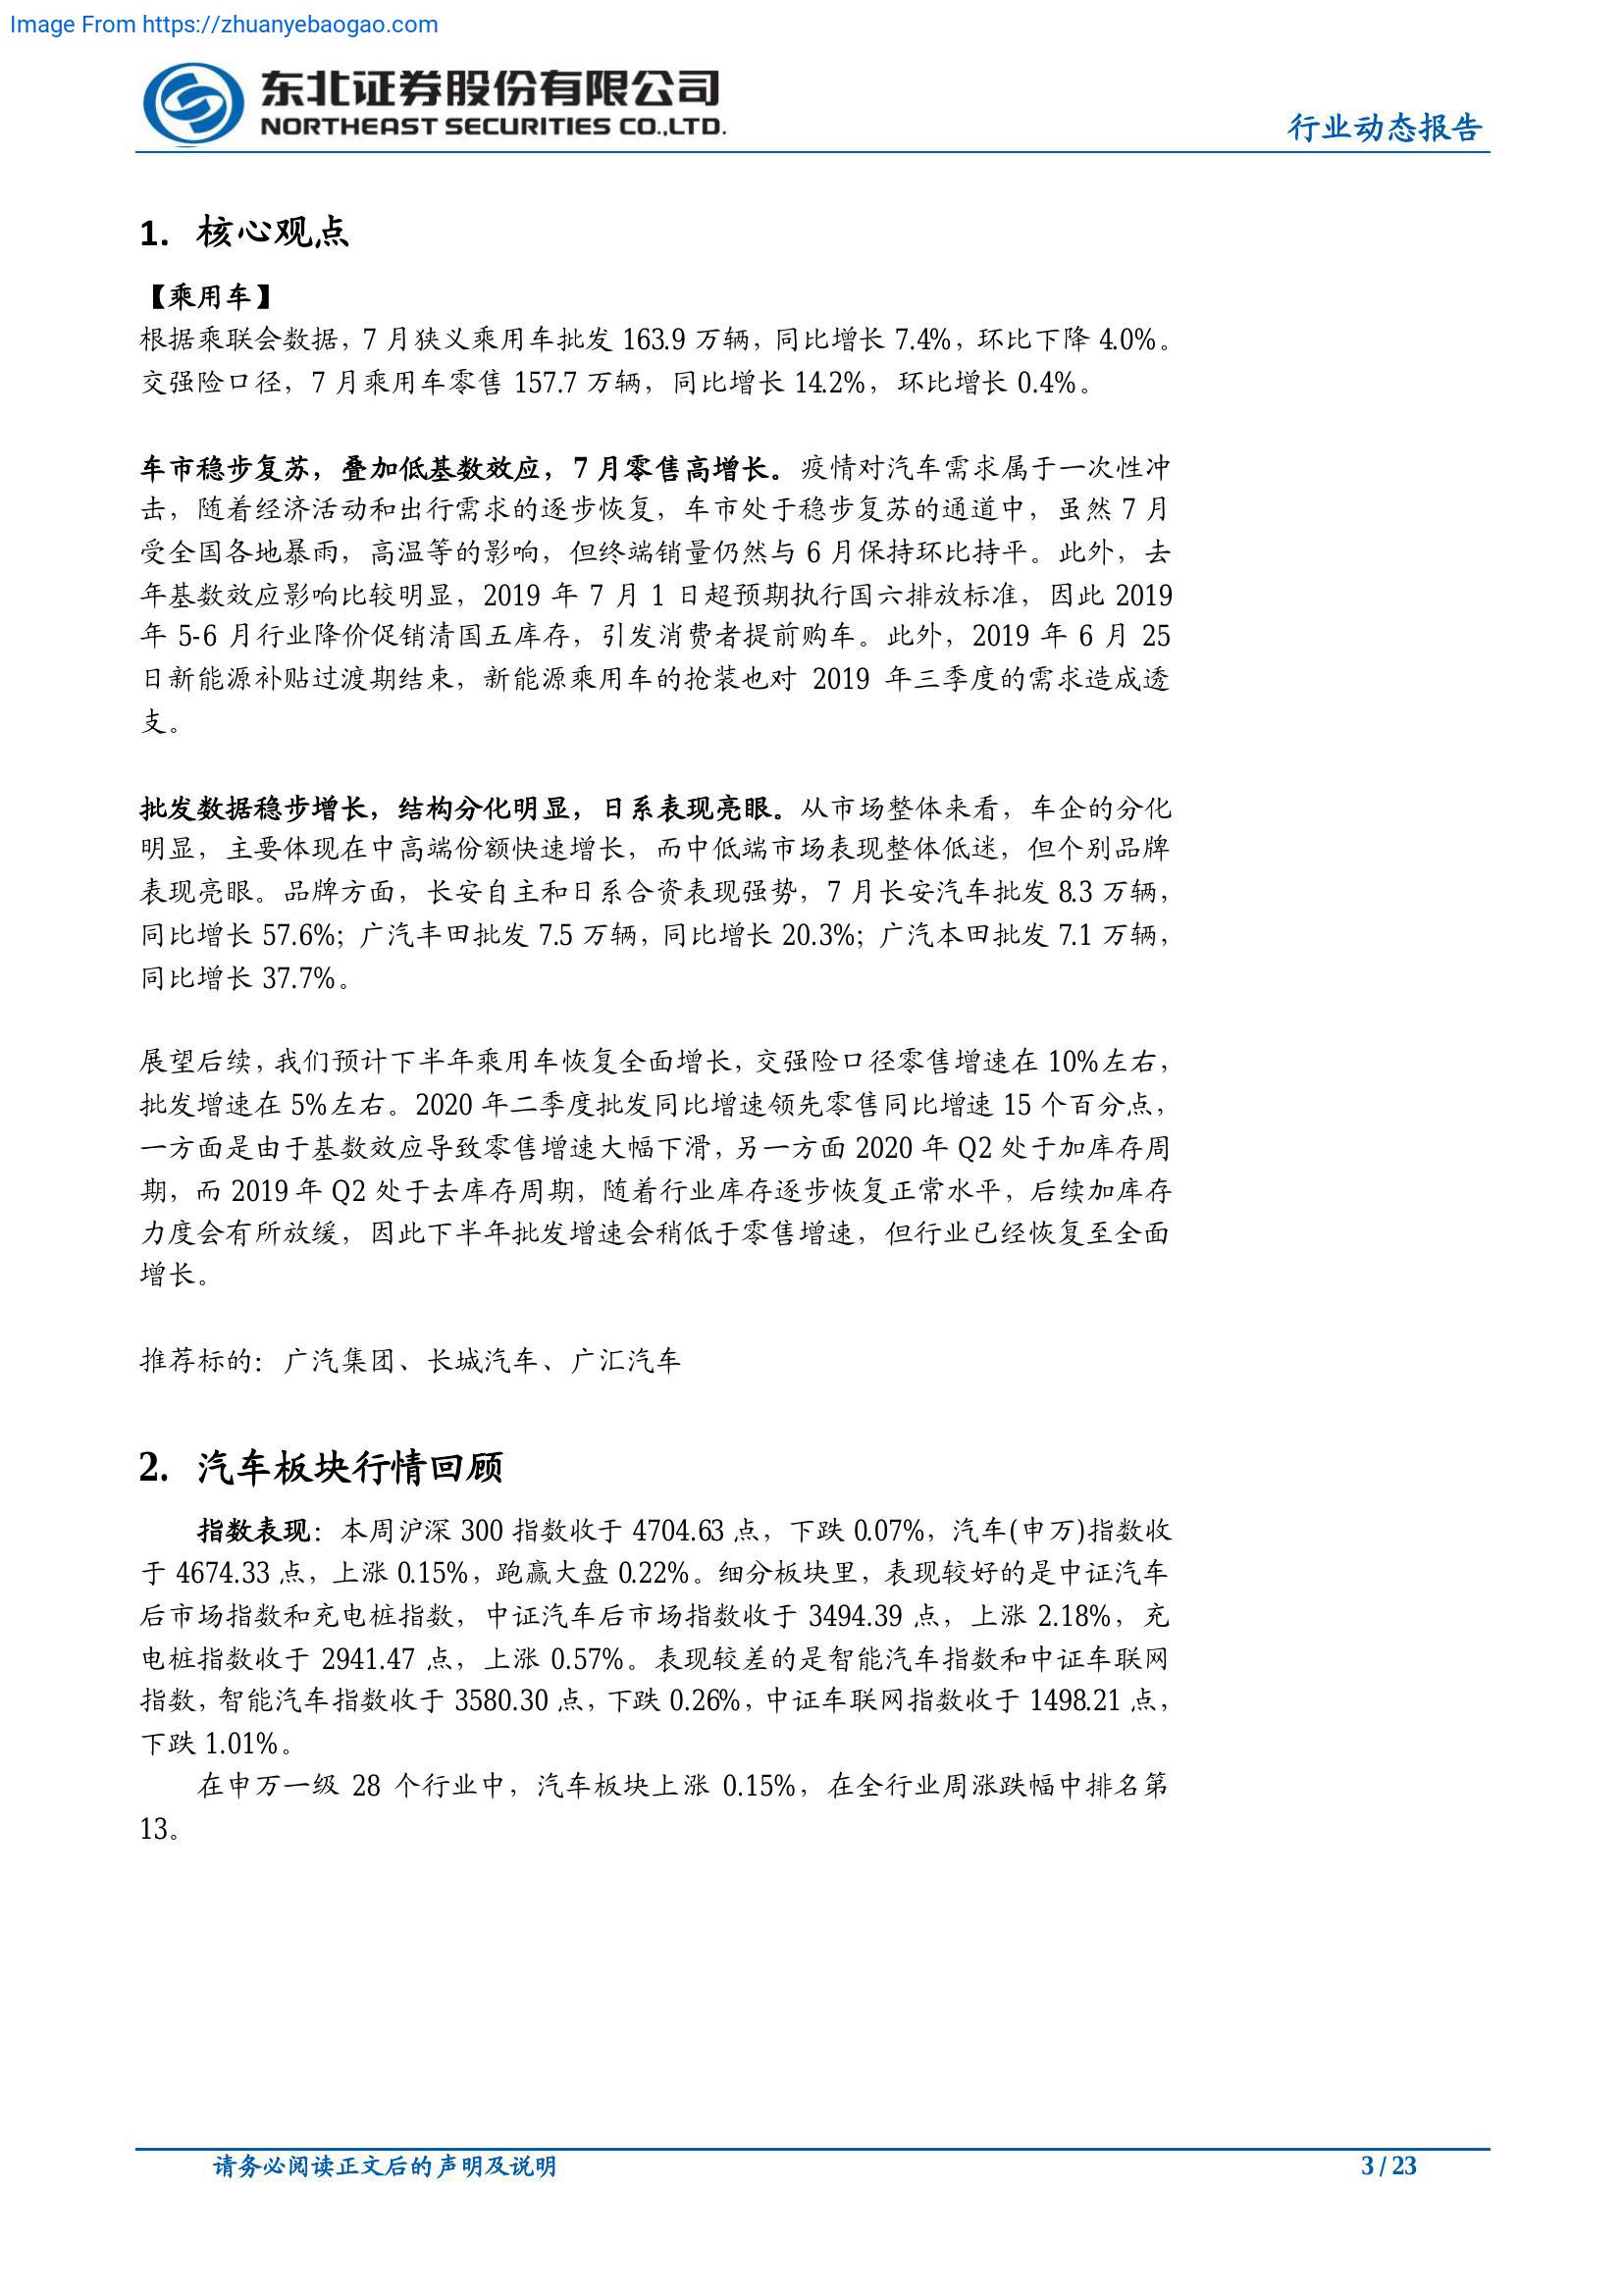 Image From https://zhuanyebaogao.com
东北证券股份有限公司
NORTHEAST SECURITIES CO.,LTD.
行业动态报告
1. 核心观点
【乘用车】
根据乘联会数据，7 月狭义乘用车批发 163.9 万辆，同比增长 7.4%，环比下降 4.0%。
交强险口径，7 月乘用车零售 157.7 万辆，同比增长 14.2%，环比增长 0.4%。
车市稳步复苏，叠加低基数效应，7 月零售高增长。疫情对汽车需求属于一次性冲
击，随着经济活动和出行需求的逐步恢复，车市处于稳步复苏的通道中，虽然 7 月
受全国各地暴雨，高温等的影响，但终端销量仍然与 6 月保持环比持平。此外，去
年基数效应影响比较明显，2019 年 7 月 1 日超预期执行国六排放标准，因此 2019
年 5-6 月行业降价促销清国五库存，引发消费者提前购车。此外，2019 年 6 月 25
日新能源补贴过渡期结束，新能源乘用车的抢装也对 2019 年三季度的需求造成透
支。
批发数据稳步增长，结构分化明显，日系表现亮眼。从市场整体来看，车企的分化
明显，主要体现在中高端份额快速增长，而中低端市场表现整体低迷，但个别品牌
表现亮眼。品牌方面，长安自主和日系合资表现强势，7 月长安汽车批发 8.3 万辆，
同比增长 57.6%；广汽丰田批发 7.5 万辆，同比增长 20.3%；广汽本田批发 7.1 万辆，
同比增长 37.7%。
展望后续，我们预计下半年乘用车恢复全面增长，交强险口径零售增速在 10%左右，
批发增速在 5%左右。2020 年二季度批发同比增速领先零售同比增速 15 个百分点，
一方面是由于基数效应导致零售增速大幅下滑，另一方面 2020 年 Q2 处于加库存周
期，而 2019 年 Q2 处于去库存周期，随着行业库存逐步恢复正常水平，后续加库存
力度会有所放缓，因此下半年批发增速会稍低于零售增速，但行业已经恢复至全面
增长。
推荐标的：广汽集团、长城汽车、广汇汽车
2. 汽车板块行情回顾
指数表现：本周沪深 300 指数收于 4704.63 点，下跌 0.07%，汽车(申万)指数收
于 4674.33 点，上涨 0.15%，跑赢大盘 0.22%。细分板块里，表现较好的是中证汽车
后市场指数和充电桩指数，中证汽车后市场指数收于 3494.39 点，上涨 2.18%，充
电桩指数收于 2941.47 点，上涨 0.57%。表现较差的是智能汽车指数和中证车联网
指数，智能汽车指数收于 3580.30 点，下跌 0.26%，中证车联网指数收于 1498.21 点，
下跌 1.01%。
在申万一级 28 个行业中，汽车板块上涨 0.15%，在全行业周涨跌幅中排名第
13。
请务必阅读正文后的声明及说明
3 / 23